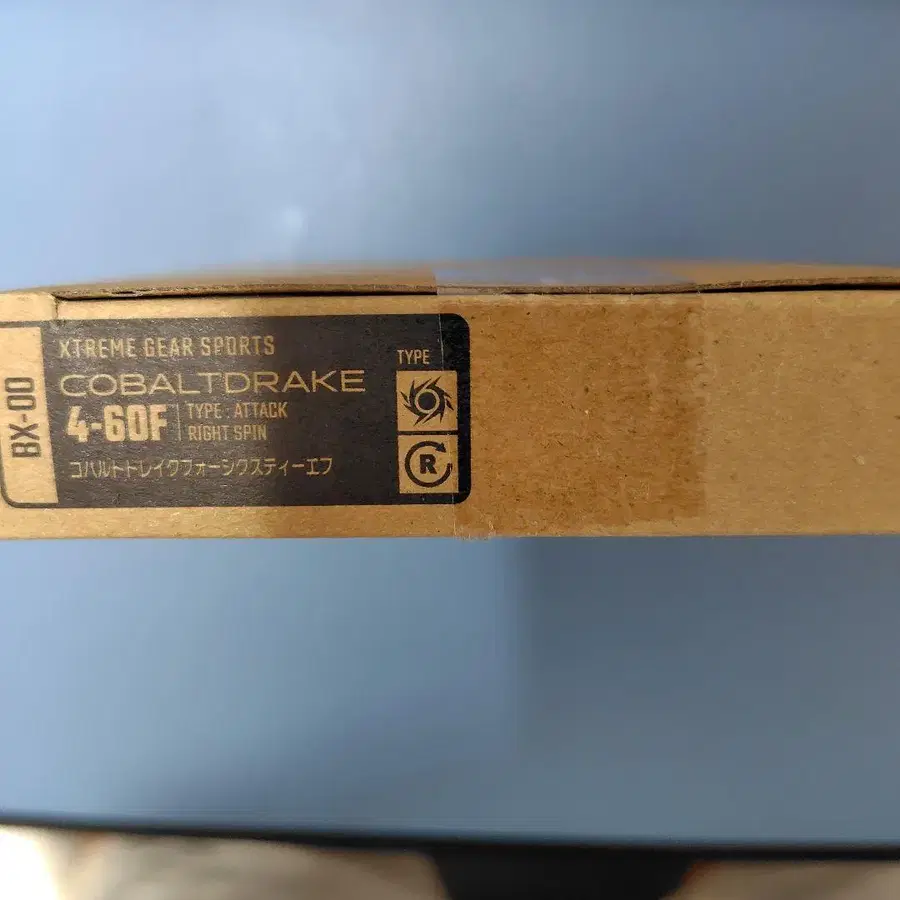 BX-00
XTREME GEAR SPORTS
COBALTDRAKE
4-60F
TYPE : ATTACK
RIGHT SPIN
コバルトドレイクフォーシクスティーエフ
TYPE
R